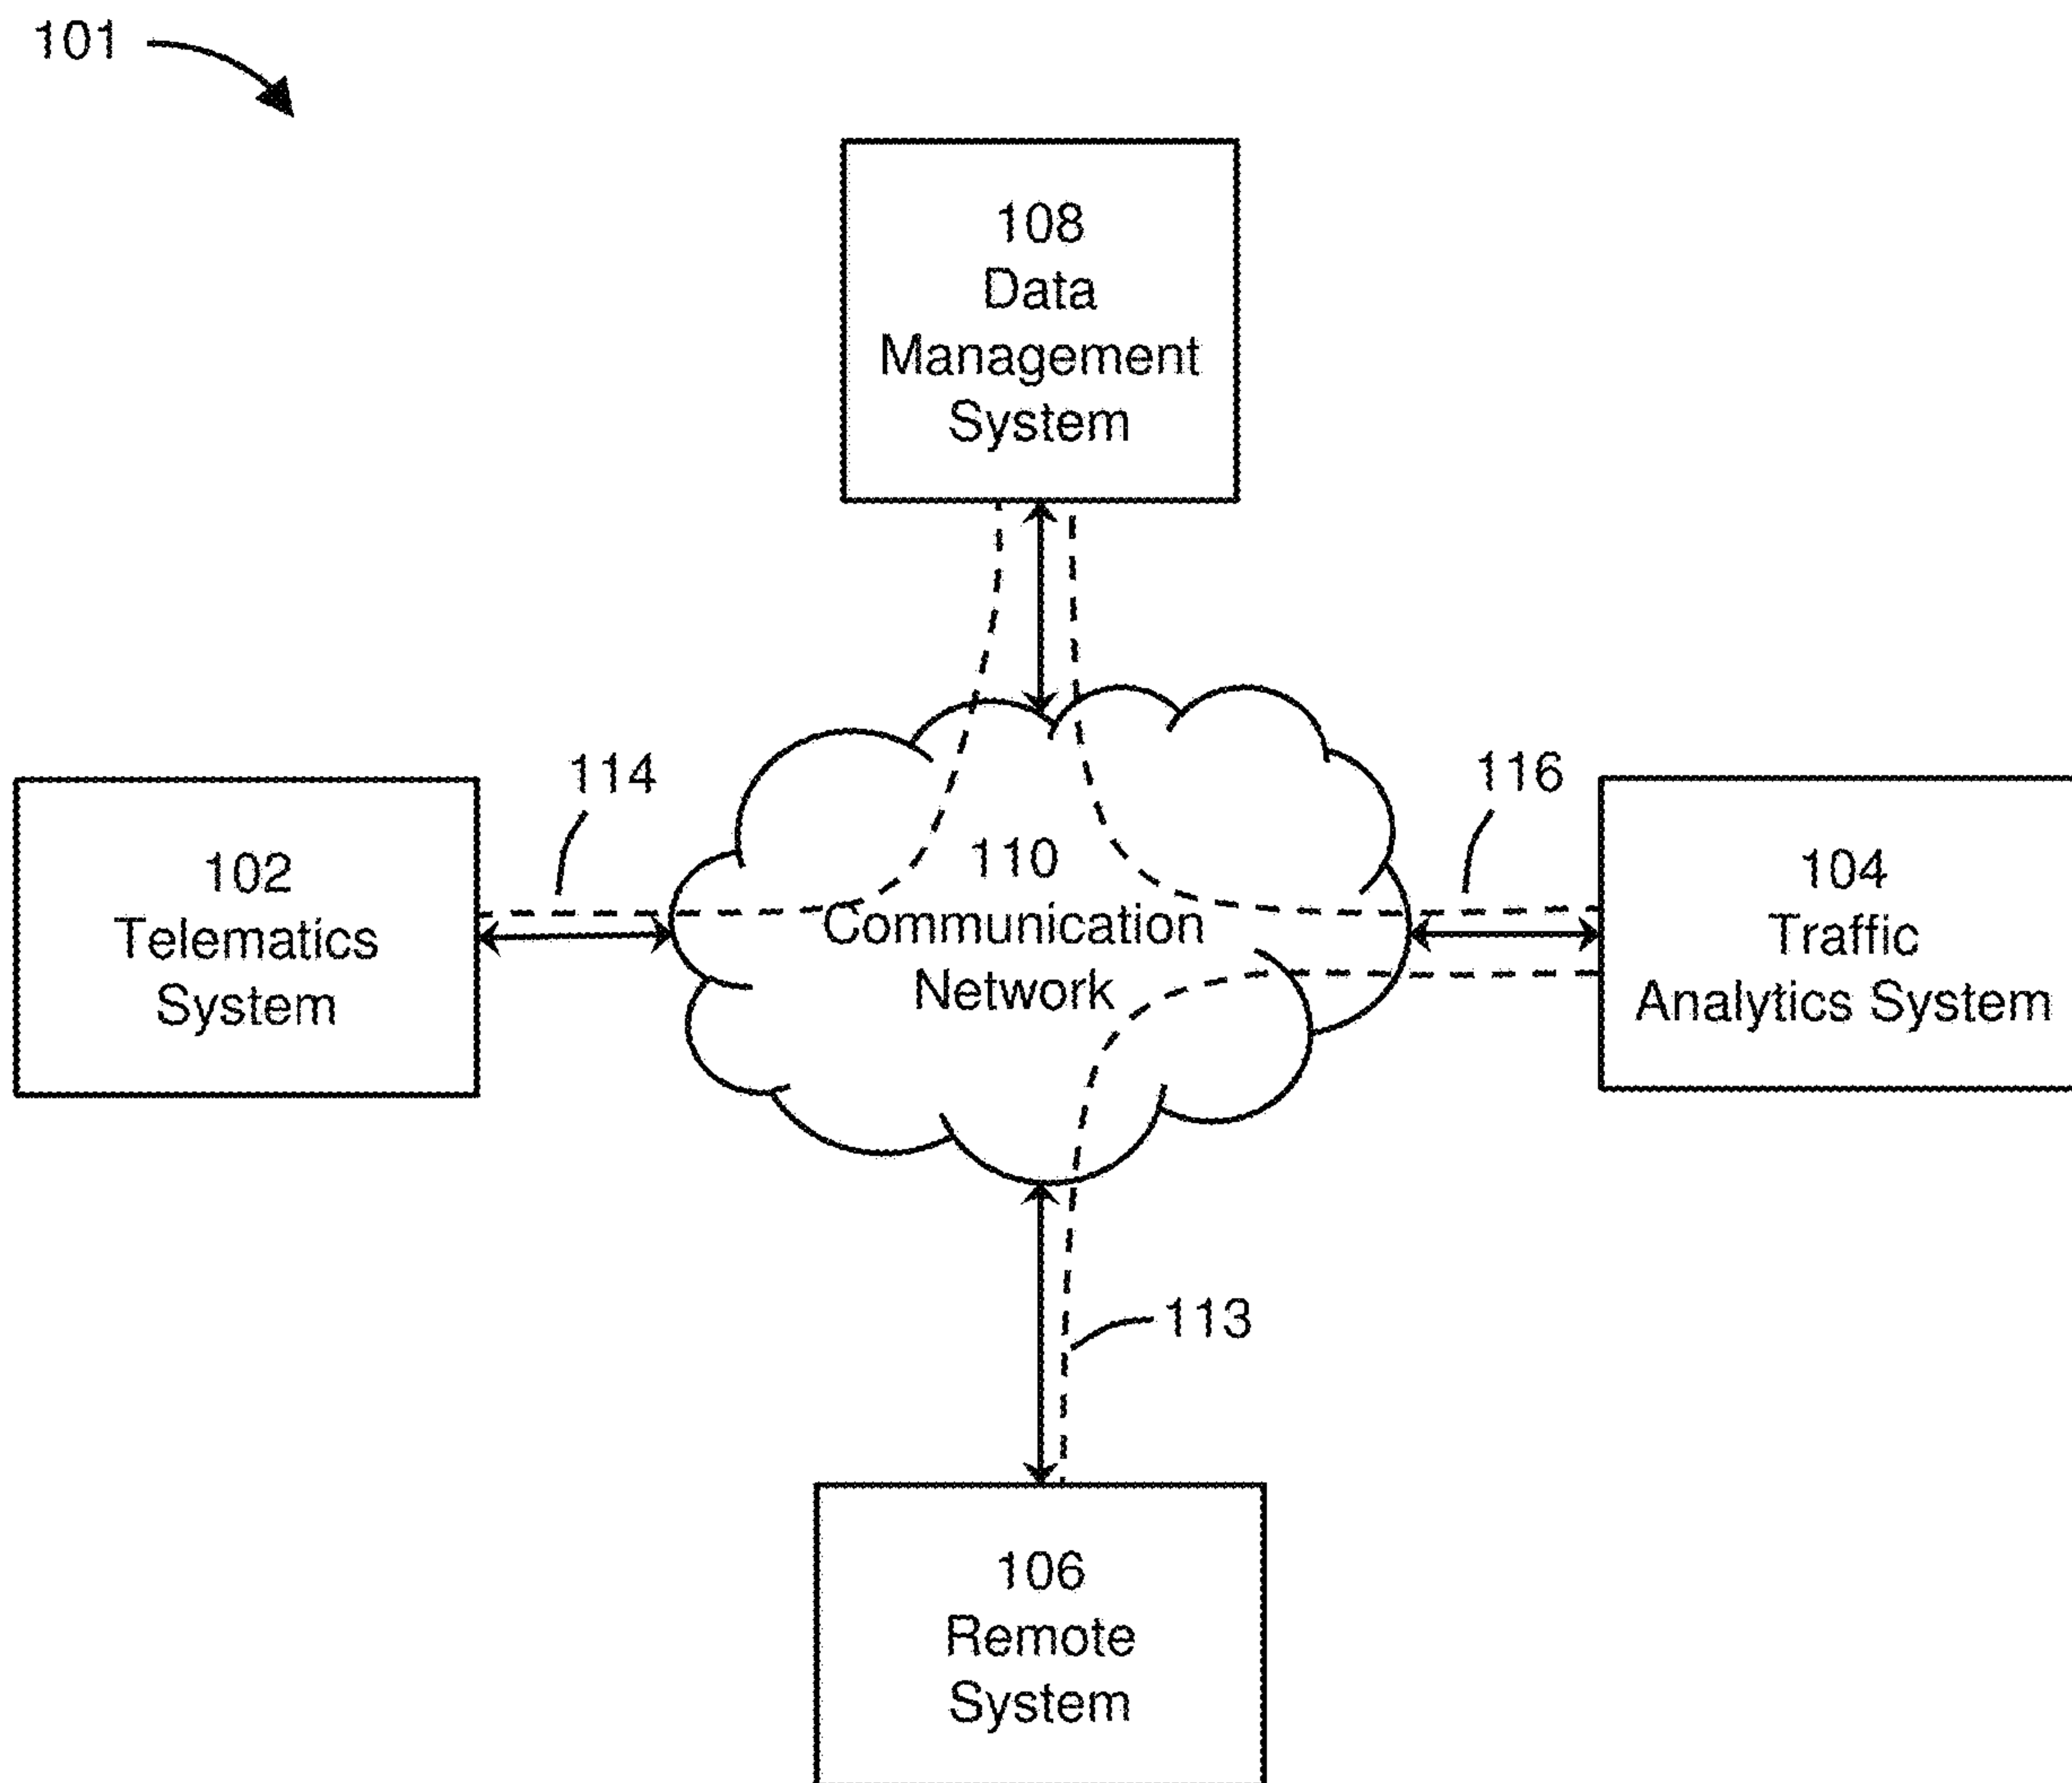 101
108
Data
Management
System
114
116
102
Telematics
System
110
Communication
Network
104
Traffic
Analytics System
113
106
Remote
System